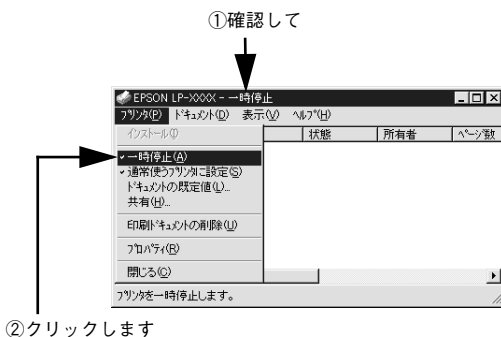 ①確認して
EPSON LP-XXXX - 一時停止
ﾌﾟﾘﾝﾀ(P) ﾄﾞｷｭﾒﾝﾄ(D) 表示(V) ﾍﾙﾌﾟ(H)
インストール(I)
状態 所有者 ﾍﾟｰｼﾞ数
一時停止(A)
通常使うﾌﾟﾘﾝﾀに設定(S)
ﾄﾞｷｭﾒﾝﾄの既定値(L)...
共有(H)...
印刷ﾄﾞｷｭﾒﾝﾄの削除(U)
ﾌﾟﾛﾊﾟﾃｨ(R)
閉じる(C)
ﾌﾟﾘﾝﾀを一時停止します。
②クリックします